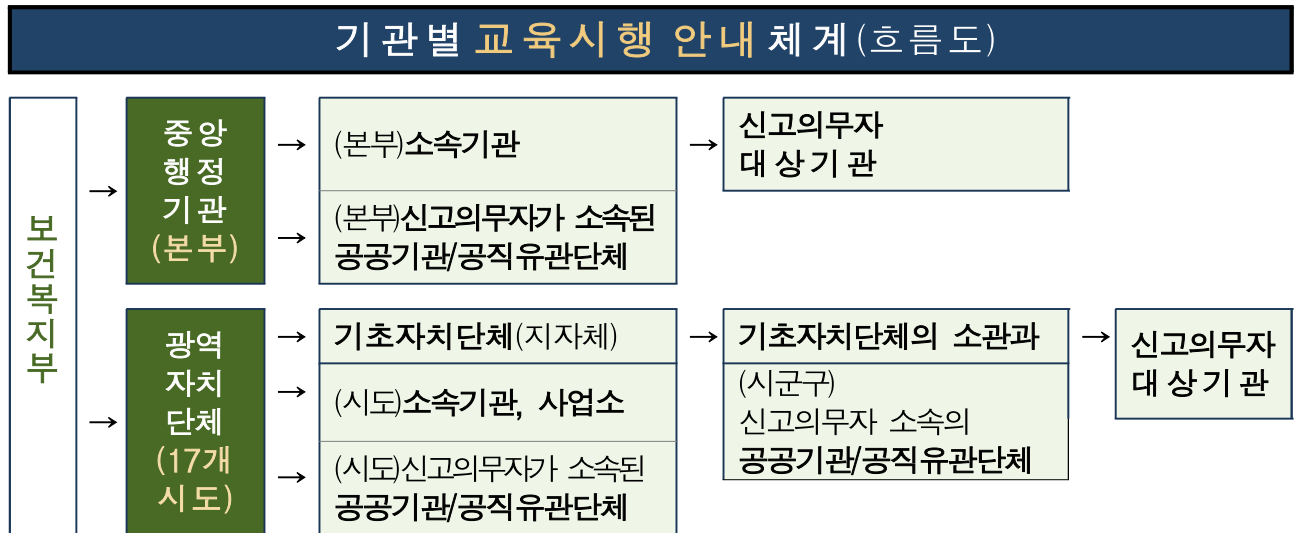 기관별 교육시행 안내 체계(흐름도)
보건복지부
→
중앙
행정
기관
(본부)
→
(본부)소속기관
→
신고의무자
대상기관
→
(본부)신고의무자가 소속된
공공기관/공직유관단체
→
광역
자치
단체
(17개
시도)
→
기초자치단체(지자체)
→
기초자치단체의 소관과
→
신고의무자
대상기관
→
(시도)소속기관, 사업소
(시군구)
신고의무자 소속의
공공기관/공직유관단체
→
(시도)신고의무자가 소속된
공공기관/공직유관단체